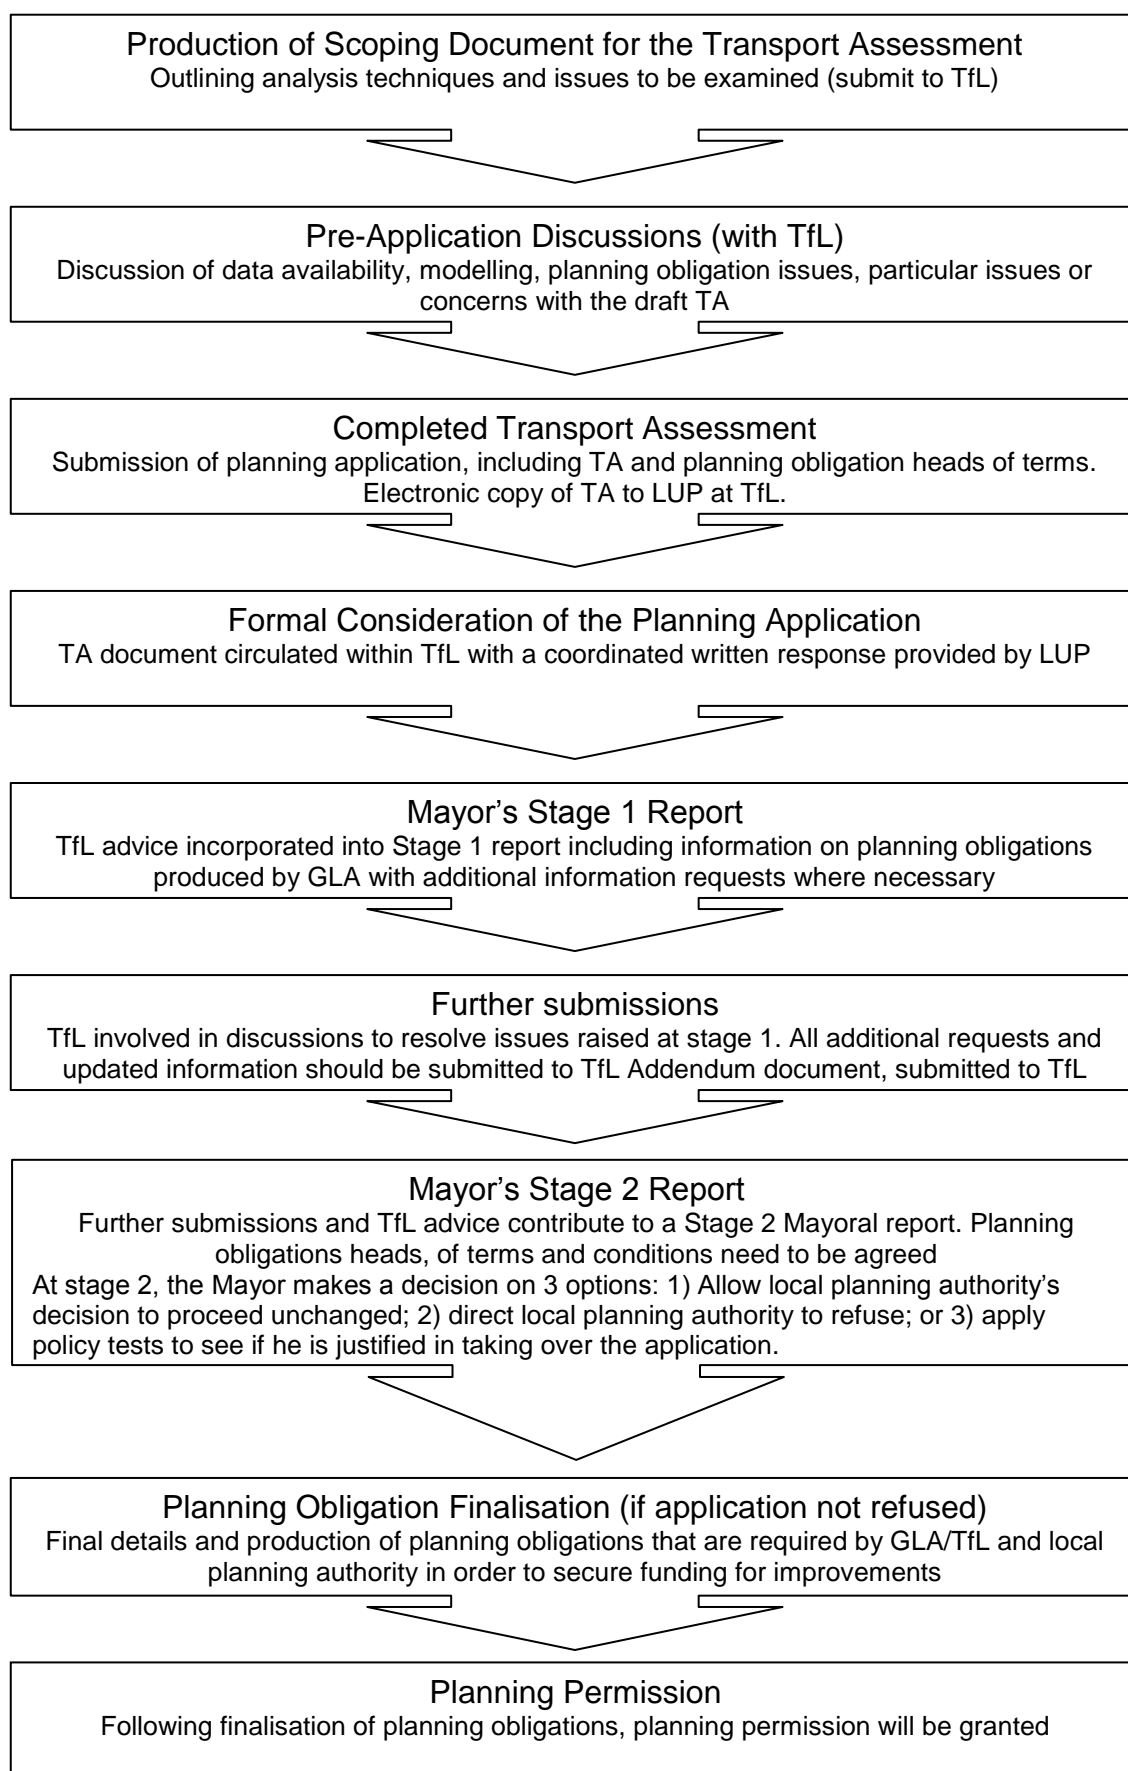 Production of Scoping Document for the Transport Assessment
Outlining analysis techniques and issues to be examined (submit to TfL)
Pre-Application Discussions (with TfL)
Discussion of data availability, modelling, planning obligation issues, particular issues or
concerns with the draft TA
Completed Transport Assessment
Submission of planning application, including TA and planning obligation heads of terms.
Electronic copy of TA to LUP at TfL.
Formal Consideration of the Planning Application
TA document circulated within TfL with a coordinated written response provided by LUP
Mayor’s Stage 1 Report
TfL advice incorporated into Stage 1 report including information on planning obligations
produced by GLA with additional information requests where necessary
Further submissions
TfL involved in discussions to resolve issues raised at stage 1. All additional requests and
updated information should be submitted to TfL Addendum document, submitted to TfL
Mayor’s Stage 2 Report
Further submissions and TfL advice contribute to a Stage 2 Mayoral report. Planning
obligations heads, of terms and conditions need to be agreed
At stage 2, the Mayor makes a decision on 3 options: 1) Allow local planning authority’s
decision to proceed unchanged; 2) direct local planning authority to refuse; or 3) apply
policy tests to see if he is justified in taking over the application.
Planning Obligation Finalisation (if application not refused)
Final details and production of planning obligations that are required by GLA/TfL and local
planning authority in order to secure funding for improvements
Planning Permission
Following finalisation of planning obligations, planning permission will be granted